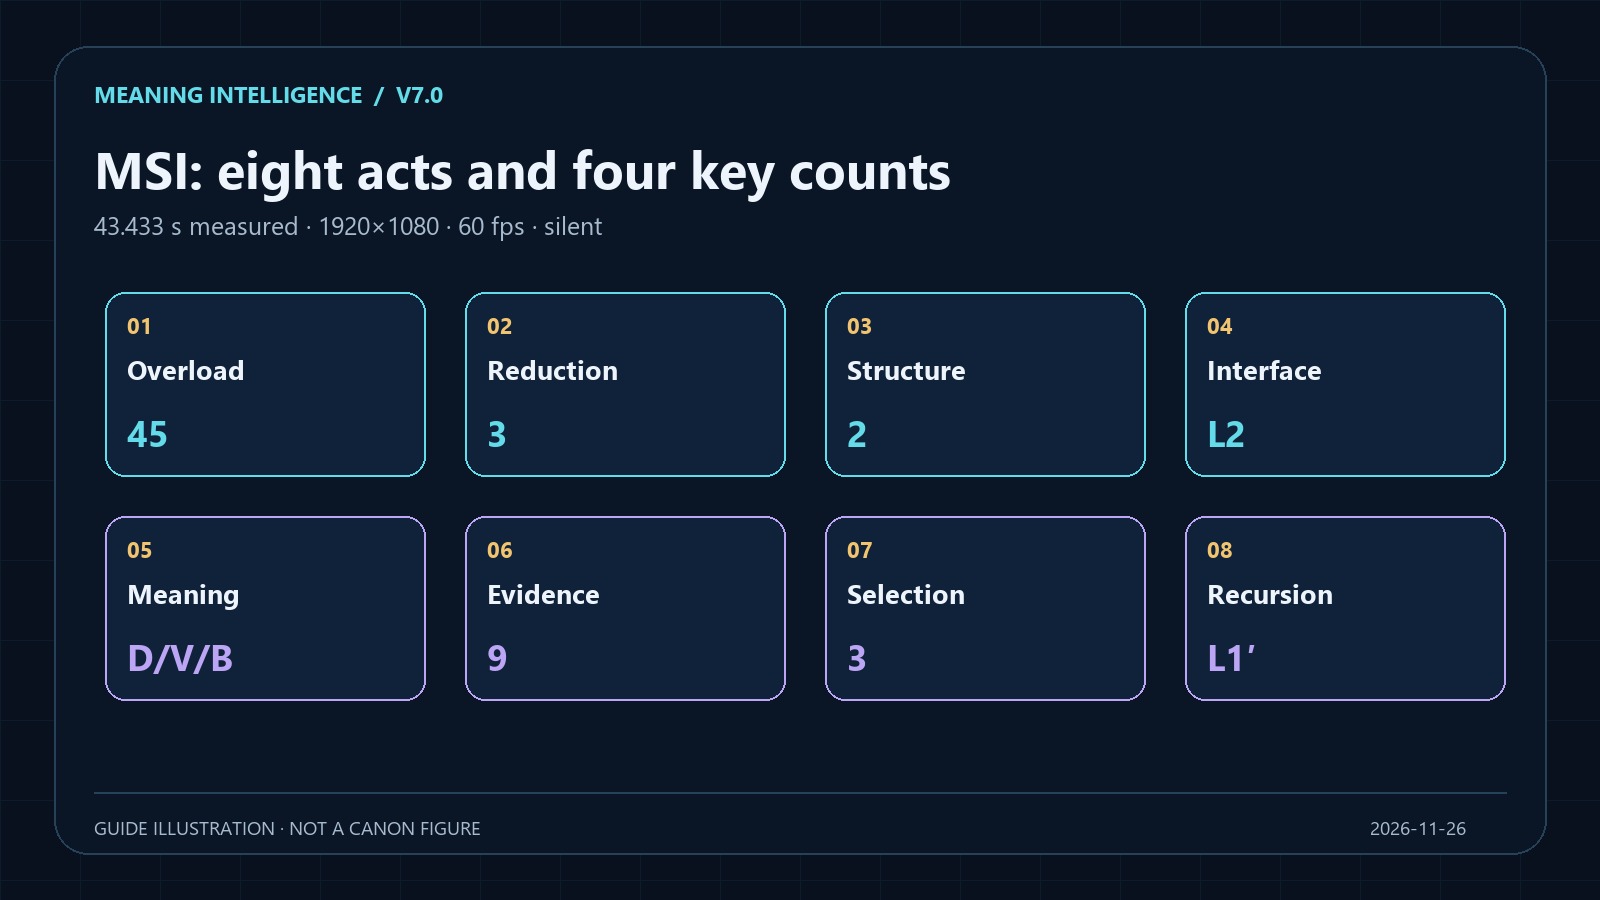 MEANING INTELLIGENCE / V7.0
MSI: eight acts and four key counts
43.433 s measured · 1920×1080 · 60 fps · silent
01
Overload
45
02
Reduction
3
03
Structure
2
04
Interface
L2
05
Meaning
D/V/B
06
Evidence
9
07
Selection
3
08
Recursion
L1′
GUIDE ILLUSTRATION · NOT A CANON FIGURE
2026-11-26